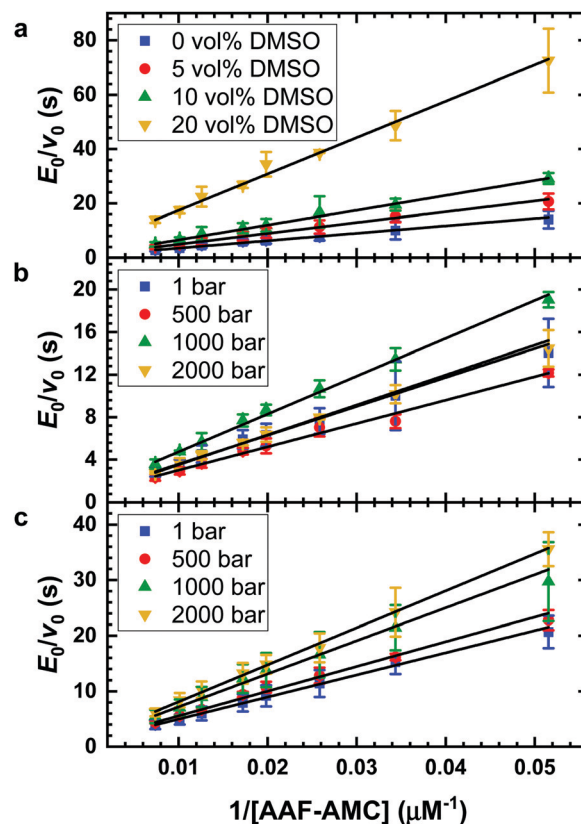 a
0 vol% DMSO
5 vol% DMSO
10 vol% DMSO
20 vol% DMSO
80
60
40
20
0
E₀/v₀ (s)
b
1 bar
500 bar
1000 bar
2000 bar
20
16
12
8
4
0
E₀/v₀ (s)
c
1 bar
500 bar
1000 bar
2000 bar
40
30
20
10
0
E₀/v₀ (s)
0.01 0.02 0.03 0.04 0.05
1/[AAF-AMC] (μM⁻¹)